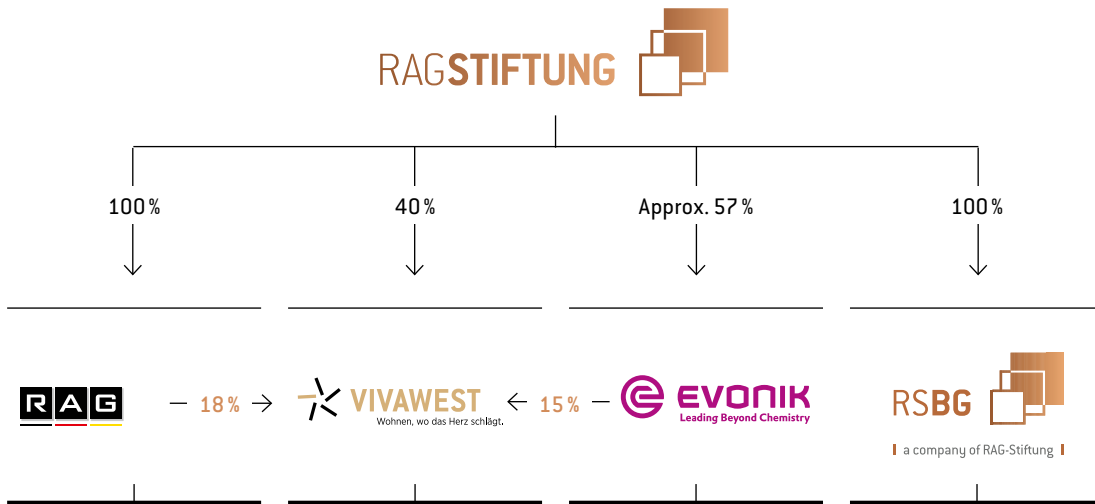 RAGSTIFTUNG
100 %
40 %
Approx. 57 %
100 %
RAG
18 %
VIVAWEST
Wohnen, wo das Herz schlägt.
15 %
EVONIK
Leading Beyond Chemistry
RSBG
a company of RAG-Stiftung